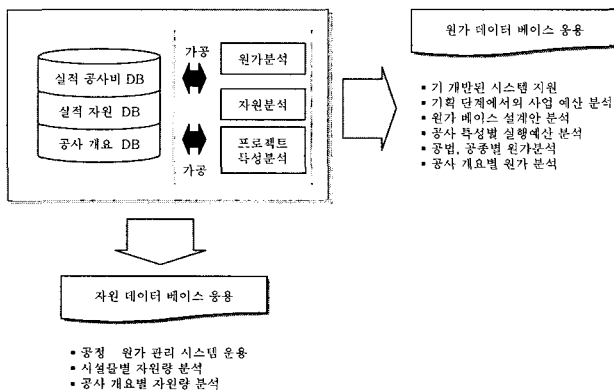 가공
실적 공사비 DB
실적 자원 DB
공사 개요 DB
원가분석
자원분석
프로젝트
특성분석
가공
원가 데이터 베이스 응용
▪ 기 개발된 시스템 지원
▪ 기획 단계에서의 사업 예산 분석
▪ 원가 베이스 설계안 분석
▪ 공사 특성별 실행예산 분석
▪ 공법, 공종별 원가분석
▪ 공사 개요별 원가 분석
자원 데이터 베이스 응용
▪ 공정 원가 관리 시스템 운용
▪ 시설물별 자원량 분석
▪ 공사 개요별 자원량 분석